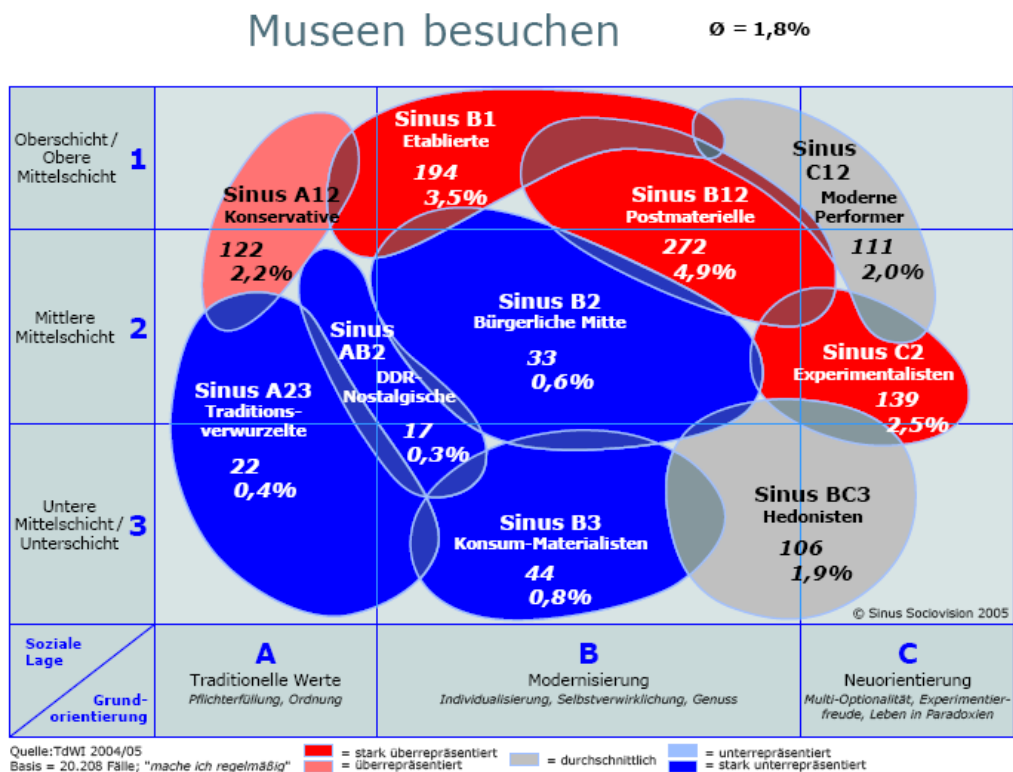 Museen besuchen
Ø = 1,8%
Oberschicht /
Obere
Mittelschicht
1
Mittlere
Mittelschicht
2
Untere
Mittelschicht /
Unterschicht
3
Sinus B1
Etablierte
194
3,5%
Sinus A12
Konservative
122
2,2%
Sinus B12
Postmaterielle
272
4,9%
Sinus
C12
Moderne
Performer
111
2,0%
Sinus B2
Bürgerliche Mitte
33
0,6%
Sinus
AB2
DDR-
Nostalgische
17
0,3%
Sinus A23
Traditions-
verwurzelte
22
0,4%
Sinus C2
Experimentalisten
139
2,5%
Sinus B3
Konsum-Materialisten
44
0,8%
Sinus BC3
Hedonisten
106
1,9%
© Sinus Sociovision 2005
Soziale
Lage
Grund-
orientierung
A
Traditionelle Werte
Pflichterfüllung, Ordnung
B
Modernisierung
Individualisierung, Selbstverwirklichung, Genuss
C
Neuorientierung
Multi-Optionalität, Experimentier-
freude, Leben in Paradoxien
Quelle:TdWI 2004/05
Basis = 20.208 Fälle; "mache ich regelmäßig"
= stark überrepräsentiert
= überrepräsentiert
= durchschnittlich
= unterrepräsentiert
= stark unterrepräsentiert